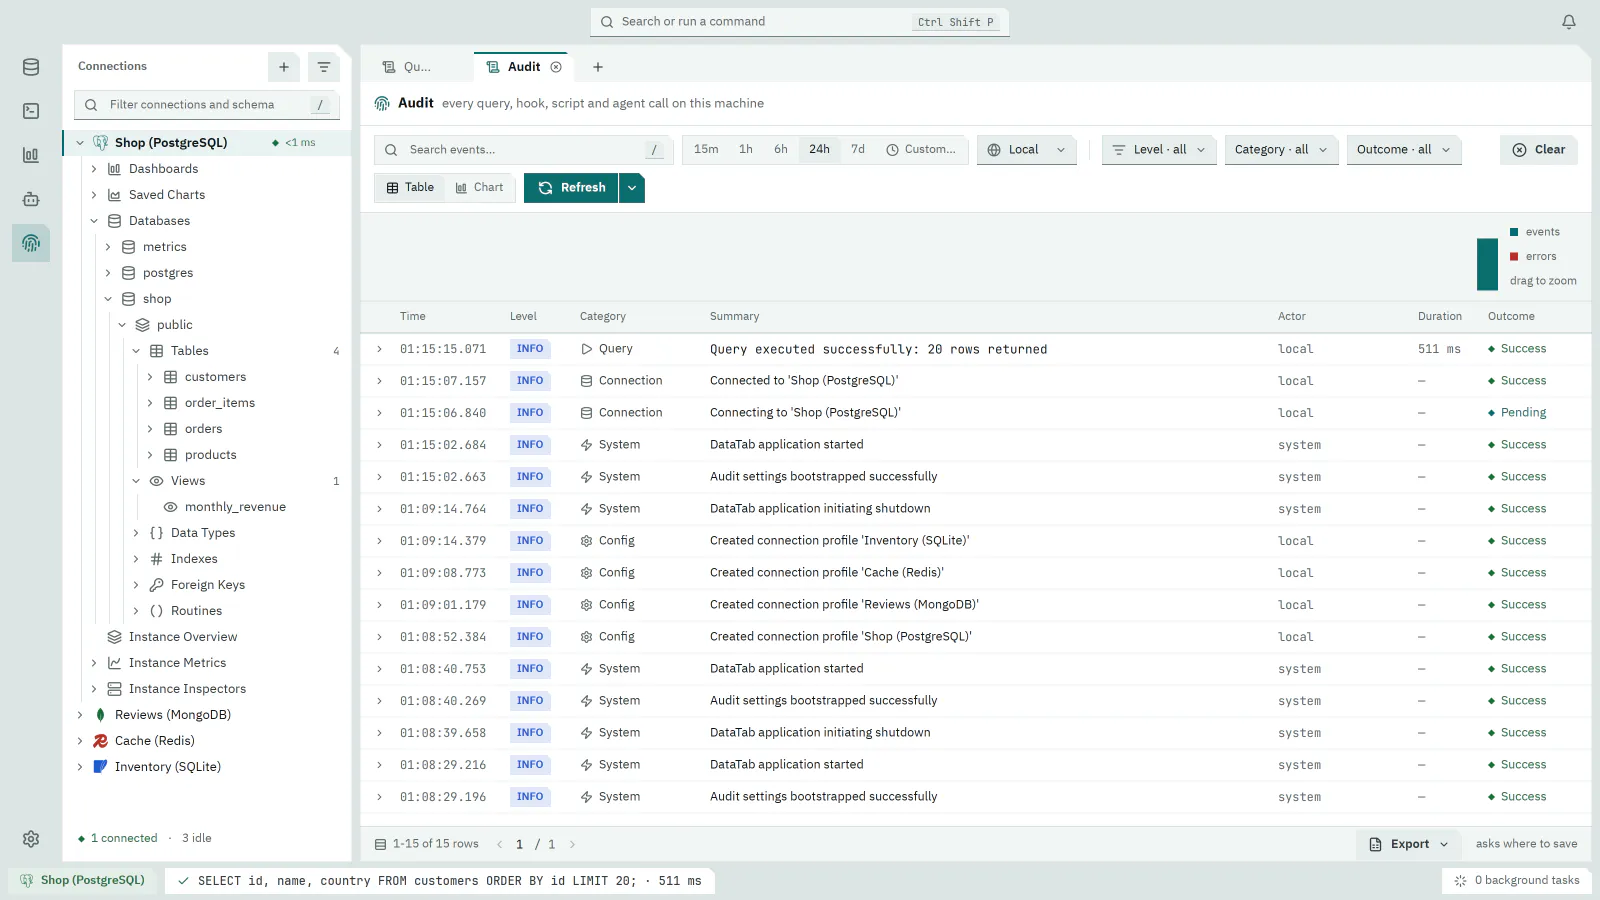 Search or run a command Ctrl Shift P
Connections
Filter connections and schema /
Shop (PostgreSQL) <1 ms
Dashboards
Saved Charts
Databases
metrics
postgres
shop
public
Tables 4
customers
order_items
orders
products
Views 1
monthly_revenue
Data Types
Indexes
Foreign Keys
Routines
Instance Overview
Instance Metrics
Instance Inspectors
Reviews (MongoDB)
Cache (Redis)
Inventory (SQLite)
1 connected · 3 idle
Qu... Audit
Audit every query, hook, script and agent call on this machine
Search events... / 15m 1h 6h 24h 7d Custom... Local Level · all Category · all Outcome · all Clear
Table Chart Refresh
events
errors
drag to zoom
Time Level Category Summary Actor Duration Outcome
01:15:15.071 INFO Query Query executed successfully: 20 rows returned local 511 ms Success
01:15:07.157 INFO Connection Connected to 'Shop (PostgreSQL)' local — Success
01:15:06.840 INFO Connection Connecting to 'Shop (PostgreSQL)' local — Pending
01:15:02.684 INFO System DataTab application started system — Success
01:15:02.663 INFO System Audit settings bootstrapped successfully system — Success
01:09:14.764 INFO System DataTab application initiating shutdown system — Success
01:09:14.379 INFO Config Created connection profile 'Inventory (SQLite)' local — Success
01:09:08.773 INFO Config Created connection profile 'Cache (Redis)' local — Success
01:09:01.179 INFO Config Created connection profile 'Reviews (MongoDB)' local — Success
01:08:52.384 INFO Config Created connection profile 'Shop (PostgreSQL)' local — Success
01:08:40.753 INFO System DataTab application started system — Success
01:08:40.269 INFO System Audit settings bootstrapped successfully system — Success
01:08:39.658 INFO System DataTab application initiating shutdown system — Success
01:08:29.216 INFO System DataTab application started system — Success
01:08:29.196 INFO System Audit settings bootstrapped successfully system — Success
1-15 of 15 rows 1 / 1 Export asks where to save
Shop (PostgreSQL) SELECT id, name, country FROM customers ORDER BY id LIMIT 20; · 511 ms 0 background tasks